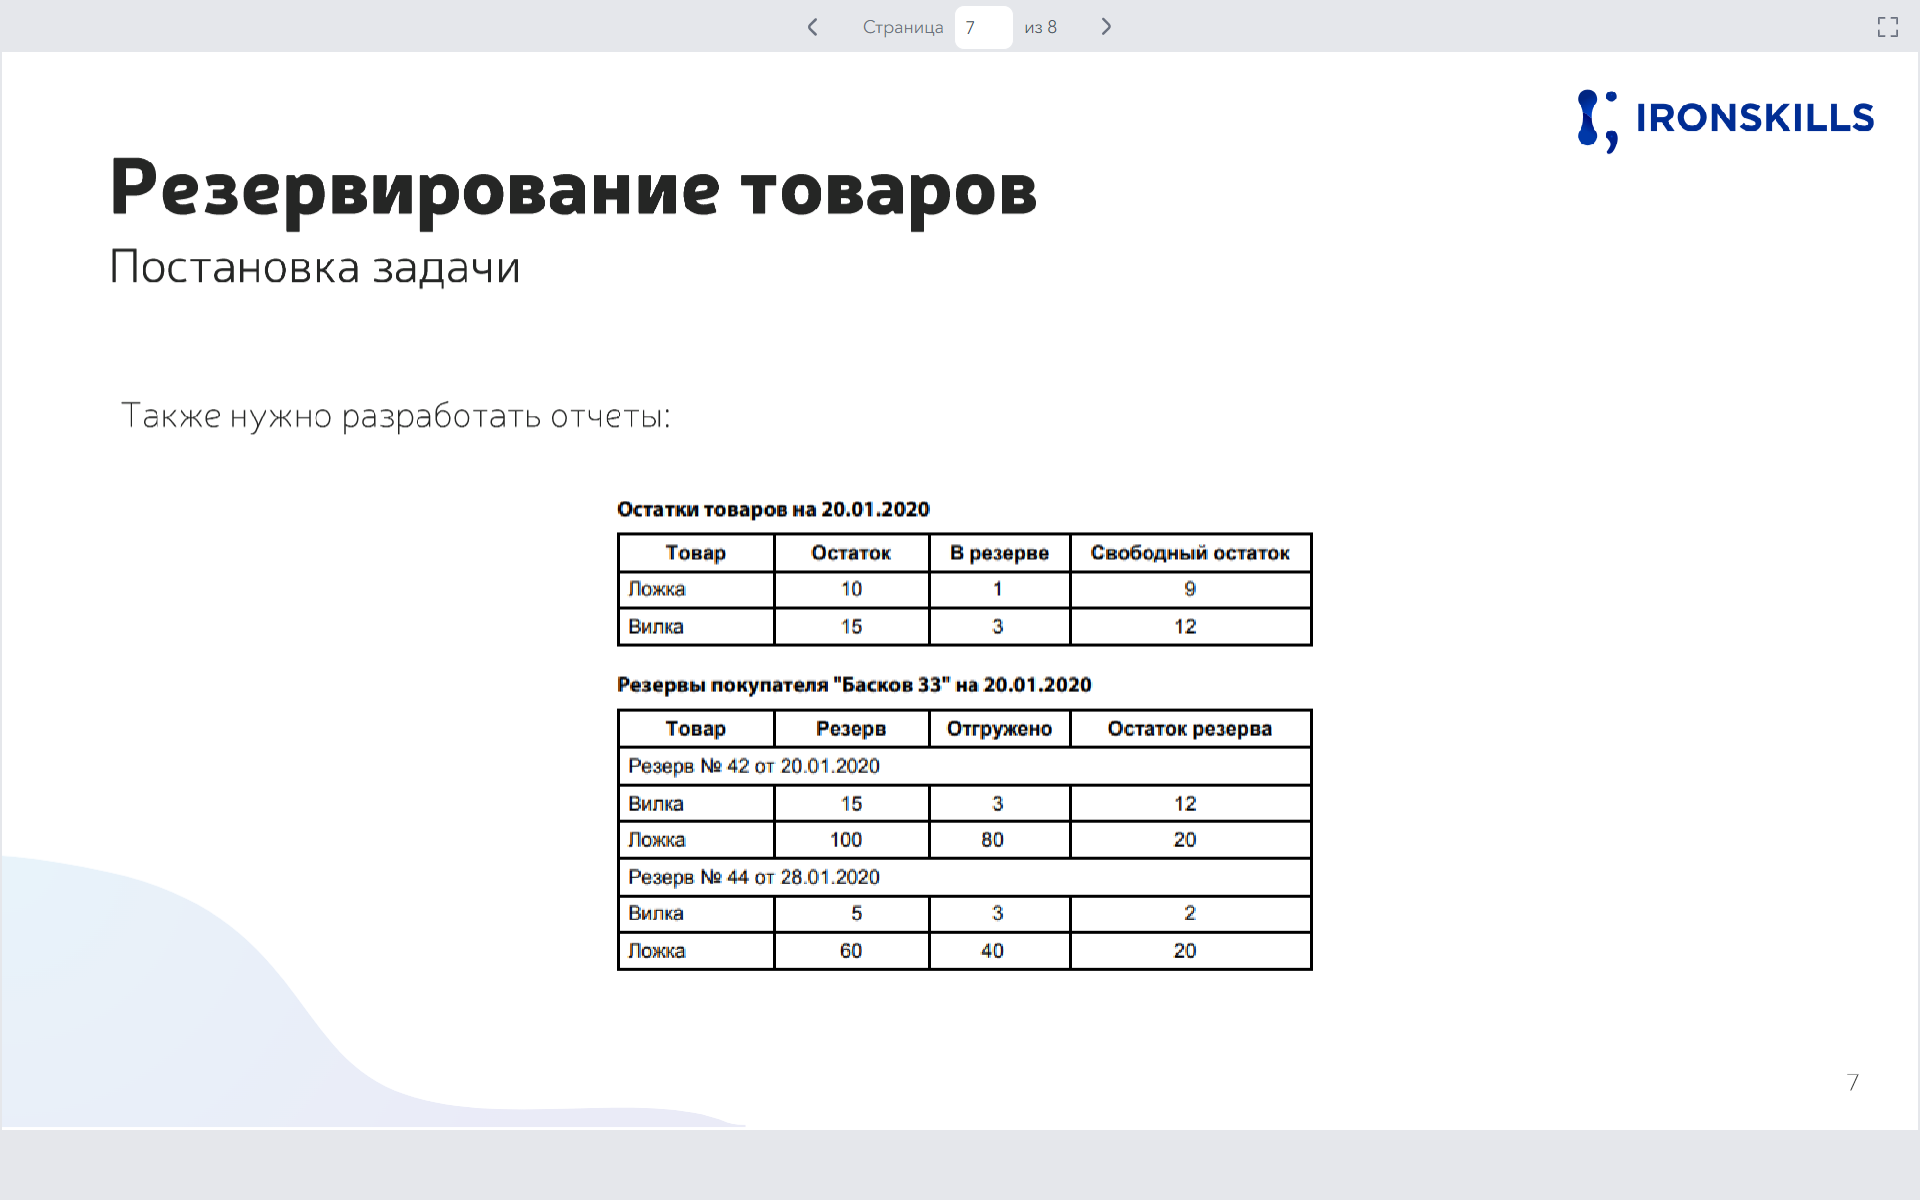 Страница 7 из 8
IRONSKILLS
Резервирование товаров
Постановка задачи
Также нужно разработать отчеты:
Остатки товаров на 20.01.2020
Товар Остаток В резерве Свободный остаток
Ложка 10 1 9
Вилка 15 3 12
Резервы покупателя "Басков 33" на 20.01.2020
Товар Резерв Отгружено Остаток резерва
Резерв № 42 от 20.01.2020
Вилка 15 3 12
Ложка 100 80 20
Резерв № 44 от 28.01.2020
Вилка 5 3 2
Ложка 60 40 20
7